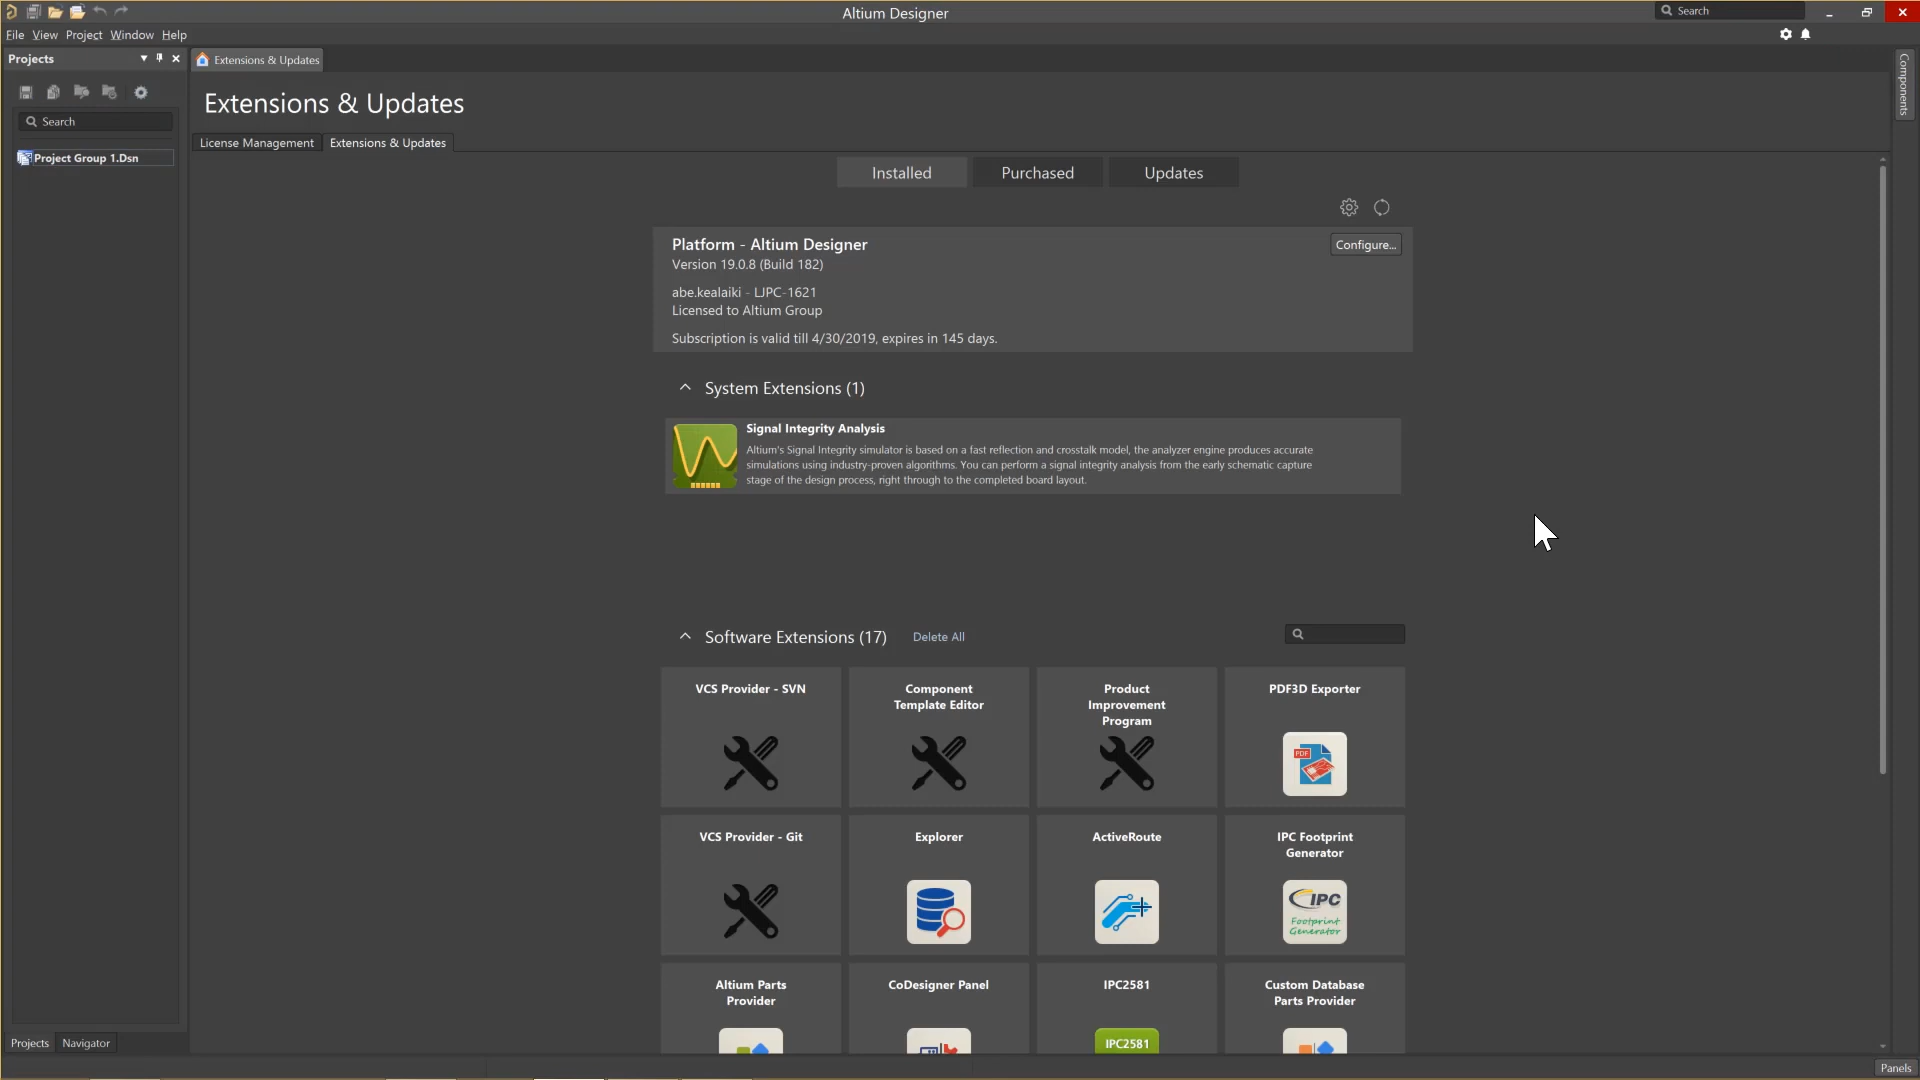 Altium Designer
Search
File View Project Window Help
Projects
Extensions & Updates
Components
Search
Project Group 1.Dsn
Extensions & Updates
License Management
Extensions & Updates
Installed
Purchased
Updates
Platform - Altium Designer
Configure...
Version 19.0.8 (Build 182)
abe.kealaiki - LJPC-1621
Licensed to Altium Group
Subscription is valid till 4/30/2019, expires in 145 days.
System Extensions (1)
Signal Integrity Analysis
Altium's Signal Integrity simulator is based on a fast reflection and crosstalk model, the analyzer engine produces accurate
simulations using industry-proven algorithms. You can perform a signal integrity analysis from the early schematic capture
stage of the design process, right through to the completed board layout.
Software Extensions (17)
Delete All
VCS Provider - SVN
Component
Template Editor
Product
Improvement
Program
PDF3D Exporter
PDF
VCS Provider - Git
Explorer
ActiveRoute
IPC Footprint
Generator
IPC
Footprint
Generator
Altium Parts
Provider
CoDesigner Panel
IPC2581
IPC2581
Custom Database
Parts Provider
Projects
Navigator
Panels